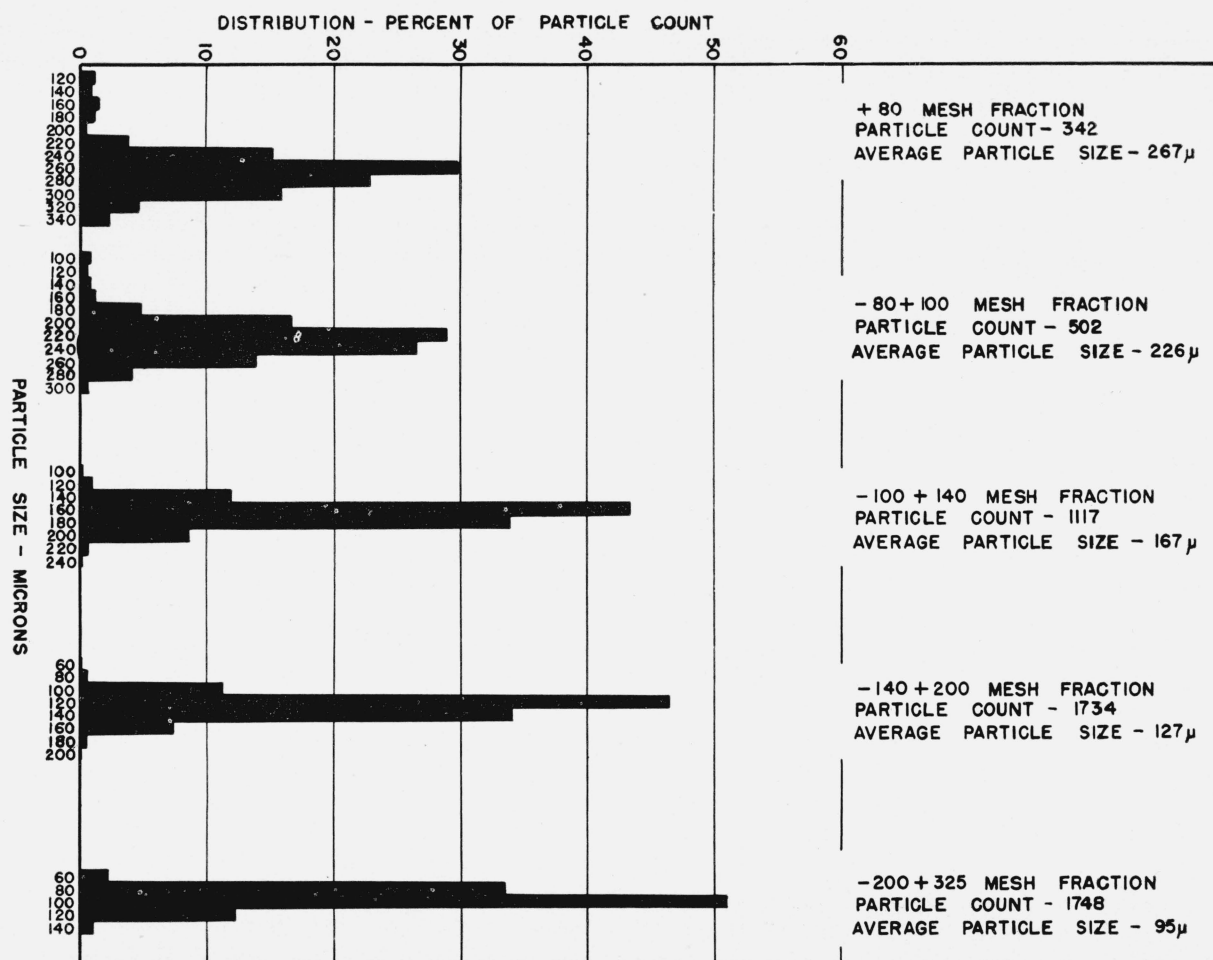 DISTRIBUTION - PERCENT OF PARTICLE COUNT
0 10 20 30 40 50 60
PARTICLE SIZE - MICRONS
120
140
160
180
200
220
240
260
280
300
320
340
+ 80 MESH FRACTION
PARTICLE COUNT - 342
AVERAGE PARTICLE SIZE - 267μ
100
120
140
160
180
200
220
240
260
280
300
- 80 + 100 MESH FRACTION
PARTICLE COUNT - 502
AVERAGE PARTICLE SIZE - 226μ
100
120
140
160
180
200
220
240
- 100 + 140 MESH FRACTION
PARTICLE COUNT - 1117
AVERAGE PARTICLE SIZE - 167μ
60
80
100
120
140
160
180
200
- 140 + 200 MESH FRACTION
PARTICLE COUNT - 1734
AVERAGE PARTICLE SIZE - 127μ
60
80
100
120
140
- 200 + 325 MESH FRACTION
PARTICLE COUNT - 1748
AVERAGE PARTICLE SIZE - 95μ